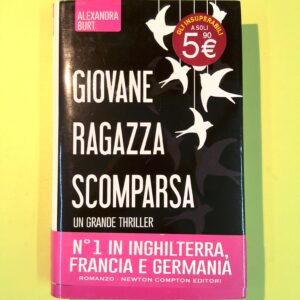 ALEXANDRA
BURT
GLI INSUPERABILI
A SOLI
5,90€
GIOVANE
RAGAZZA
SCOMPARSA
UN GRANDE THRILLER
N°1 IN INGHILTERRA,
FRANCIA E GERMANIA
ROMANZO - NEWTON COMPTON EDITORI